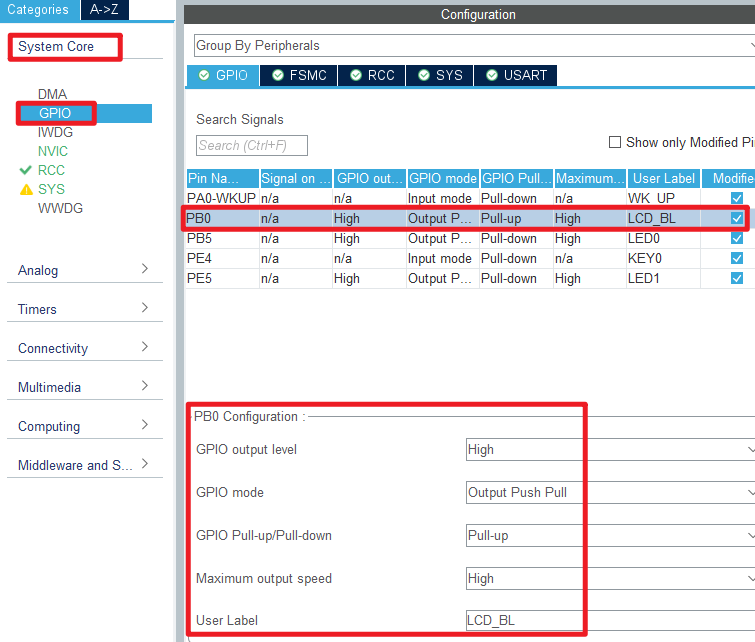 Categories A->Z
System Core
DMA
GPIO
IWDG
NVIC
RCC
SYS
WWDG
Analog
Timers
Connectivity
Multimedia
Computing
Middleware and S...
Configuration
Group By Peripherals
GPIO FSMC RCC SYS USART
Search Signals
Search (Ctrl+F)
Show only Modified Pi
Pin Na... Signal on ... GPIO out... GPIO mode GPIO Pull... Maximum... User Label Modifie
PA0-WKUP n/a n/a Input mode Pull-down n/a WK_UP
PB0 n/a High Output P... Pull-up High LCD_BL
PB5 n/a High Output P... Pull-down High LED0
PE4 n/a n/a Input mode Pull-down n/a KEY0
PE5 n/a High Output P... Pull-down High LED1
PB0 Configuration :
GPIO output level High
GPIO mode Output Push Pull
GPIO Pull-up/Pull-down Pull-up
Maximum output speed High
User Label LCD_BL